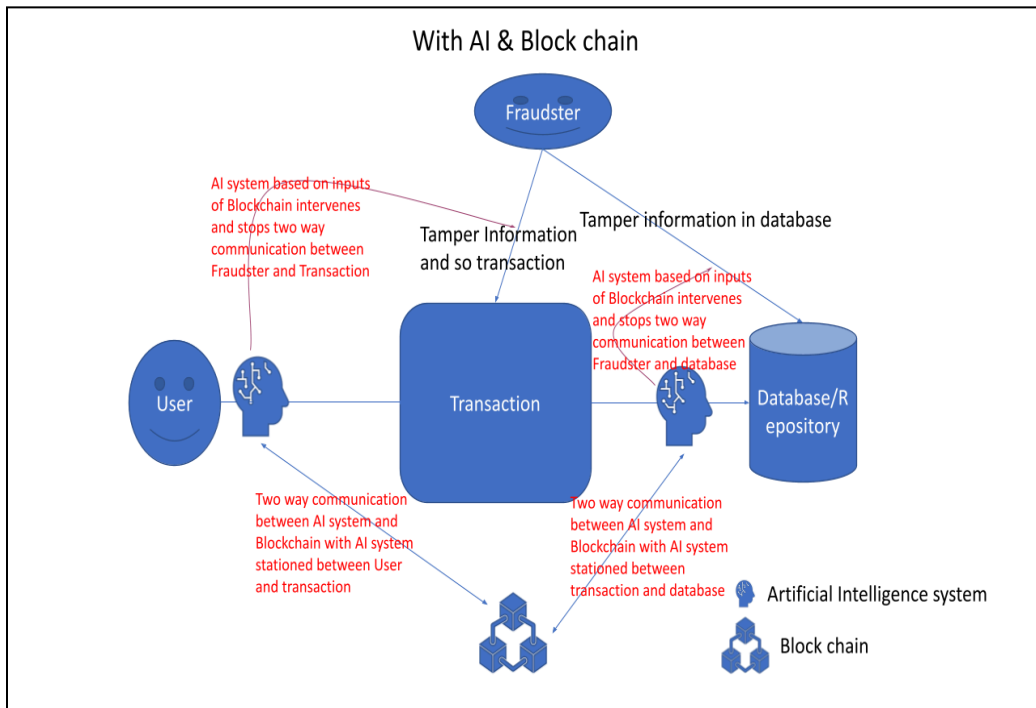 With AI & Block chain
Fraudster
AI system based on inputs
of Blockchain intervenes
and stops two way
communication between
Fraudster and Transaction
Tamper Information
and so transaction
Tamper information in database
AI system based on inputs
of Blockchain intervenes
and stops two way
communication between
Fraudster and database
User
Transaction
Database/R
epository
Two way communication
between AI system and
Blockchain with AI system
stationed between User
and transaction
Two way communication
between AI system and
Blockchain with AI system
stationed between
transaction and database
Artificial Intelligence system
Block chain